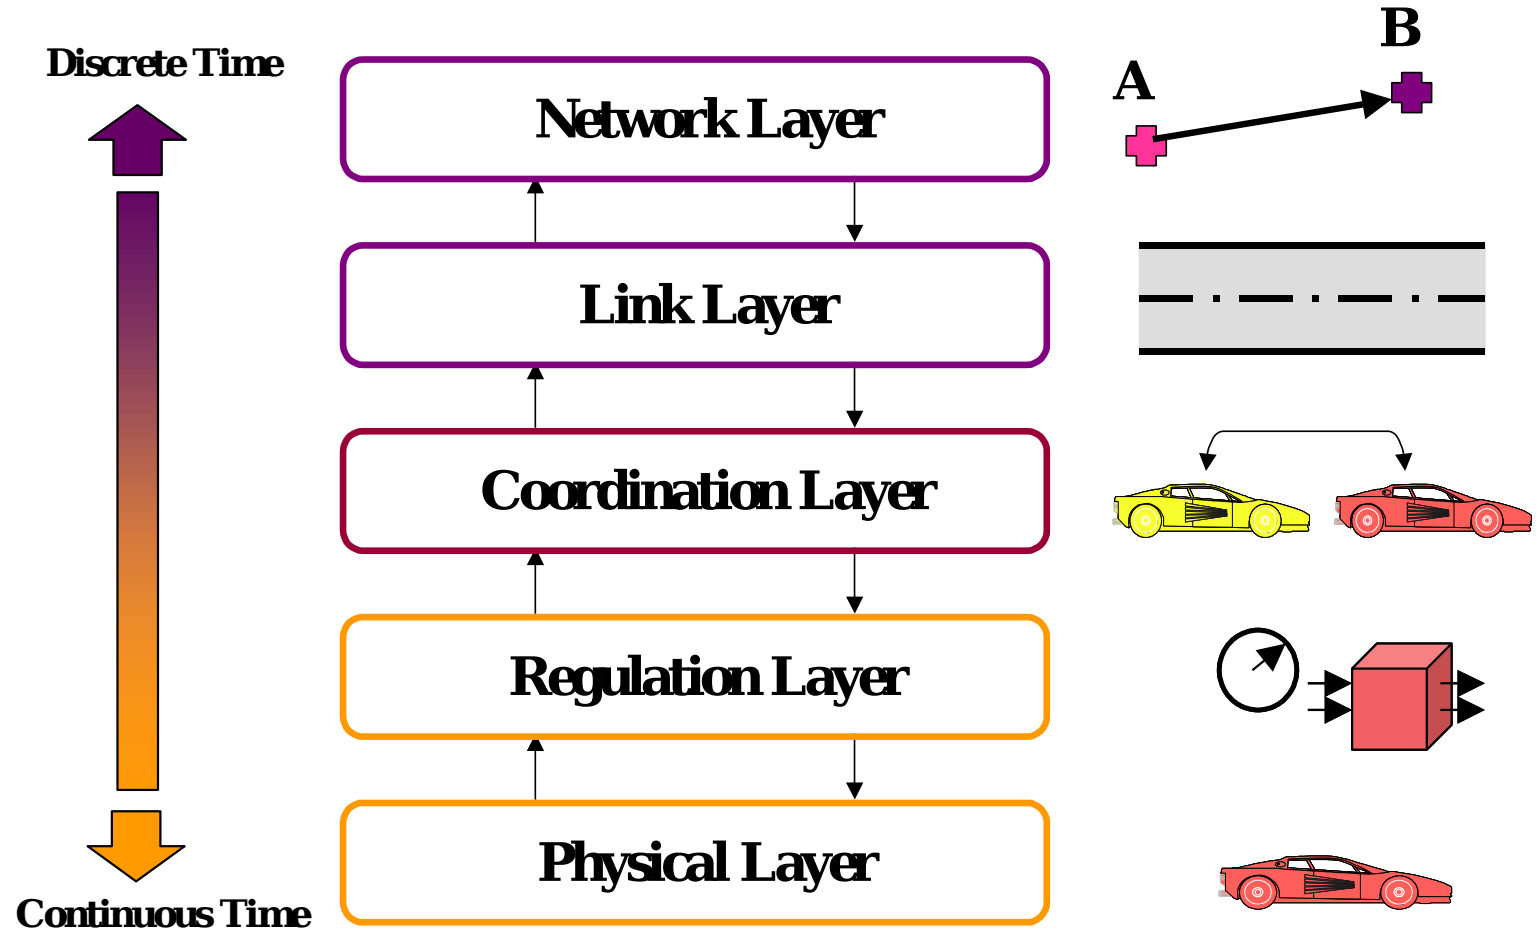 Discrete Time
Network Layer
A
B
Link Layer
Coordination Layer
Regulation Layer
Physical Layer
Continuous Time